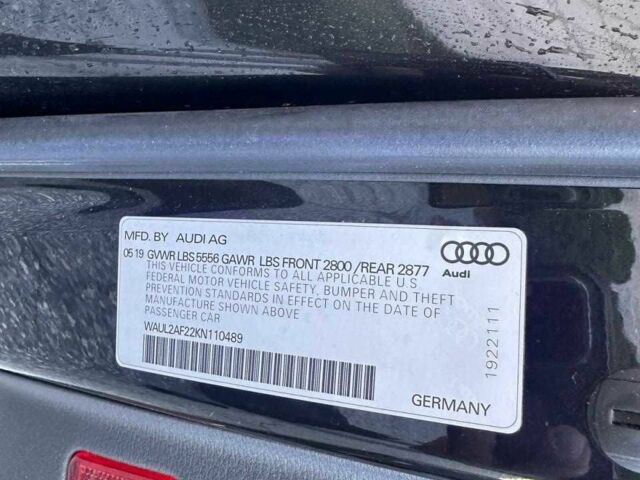 MFD. BY AUDI AG
0519 GVWR LBS 5556 GAWR LBS FRONT 2800 /REAR 2877
THIS VEHICLE CONFORMS TO ALL APPLICABLE U.S
FEDERAL MOTOR VEHICLE SAFETY, BUMPER AND THEFT
PREVENTION STANDARDS IN EFFECT ON THE DATE OF
MANUFACTURE SHOWN ABOVE
PASSENGER CAR
WAUL2AF22KN110489
Audi
1922111
GERMANY